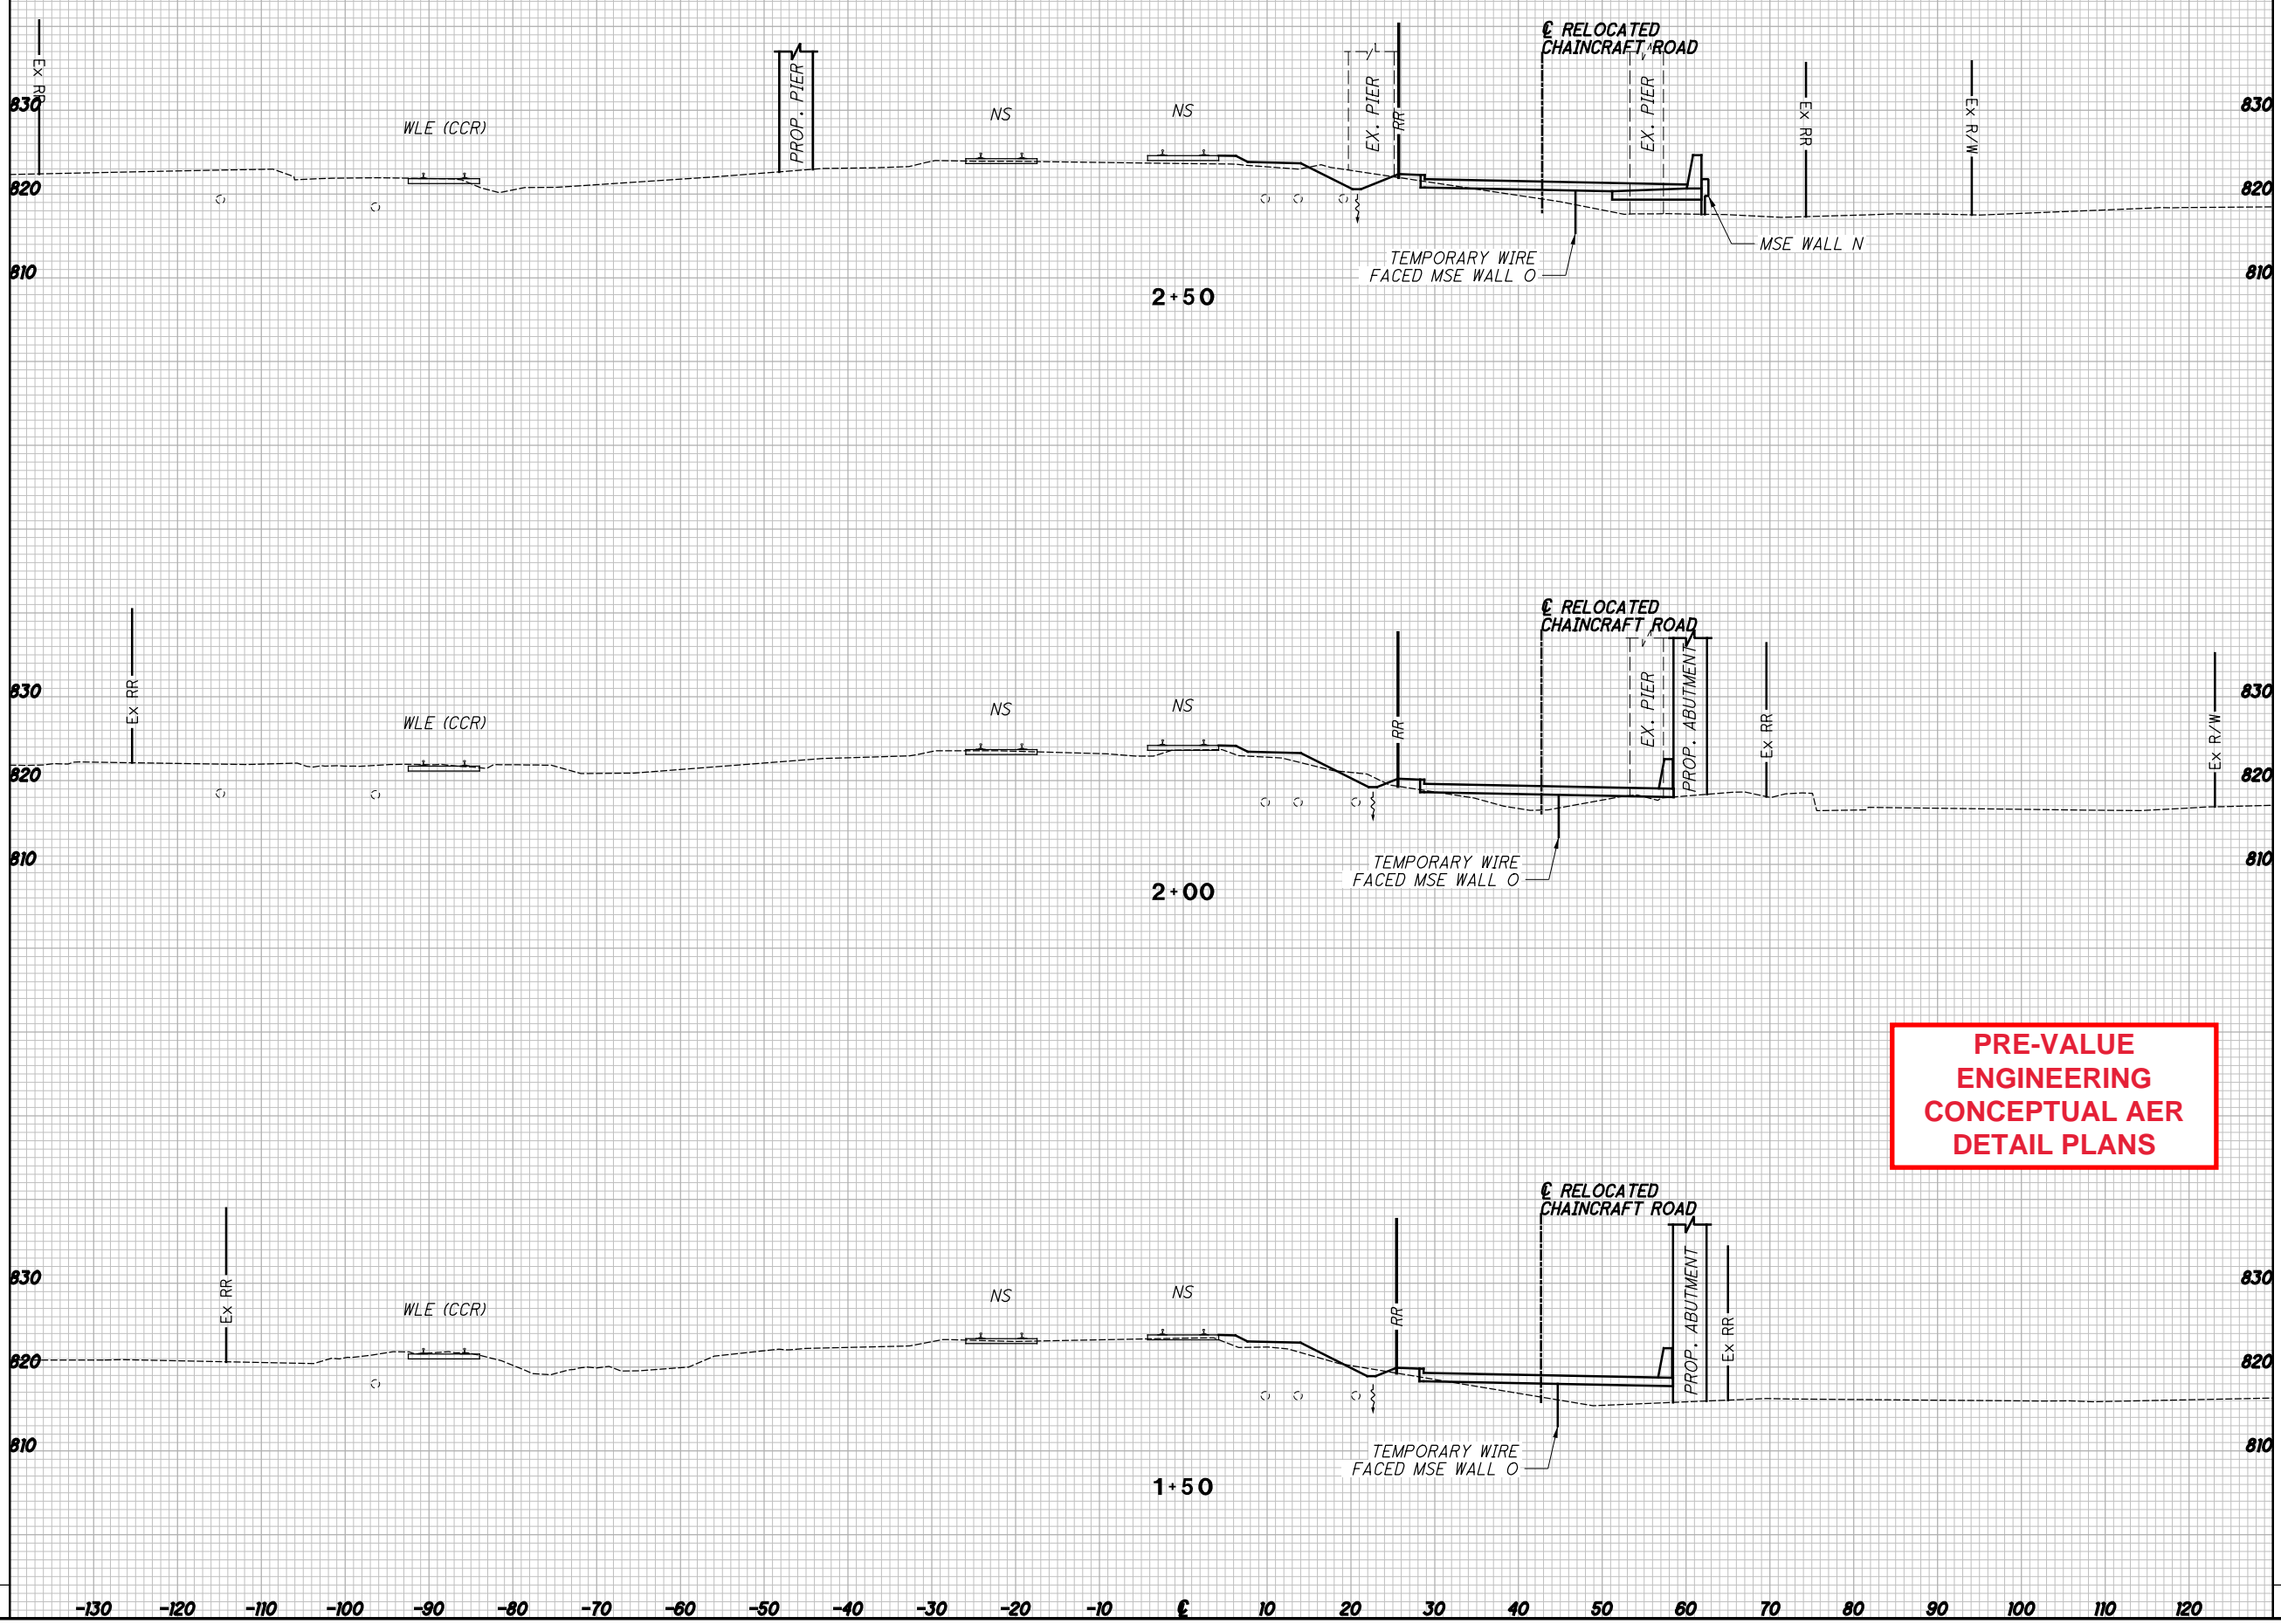 ℄ RELOCATED
CHAINCRAFT ROAD
Ex RR
PROP. PIER
EX. PIER
RR
EX. PIER
Ex RR
Ex R/W
830
830
WLE (CCR)
NS
NS
820
820
MSE WALL N
TEMPORARY WIRE
FACED MSE WALL O
810
810
2+50
℄ RELOCATED
CHAINCRAFT ROAD
Ex RR
RR
EX. PIER
PROP. ABUTMENT
Ex RR
Ex R/W
830
830
WLE (CCR)
NS
NS
820
820
810
810
TEMPORARY WIRE
FACED MSE WALL O
2+00
PRE-VALUE
ENGINEERING
CONCEPTUAL AER
DETAIL PLANS
℄ RELOCATED
CHAINCRAFT ROAD
Ex RR
RR
PROP. ABUTMENT
Ex RR
830
830
WLE (CCR)
NS
NS
820
820
810
810
TEMPORARY WIRE
FACED MSE WALL O
1+50
-130 -120 -110 -100 -90 -80 -70 -60 -50 -40 -30 -20 -10 ℄ 10 20 30 40 50 60 70 80 90 100 110 120